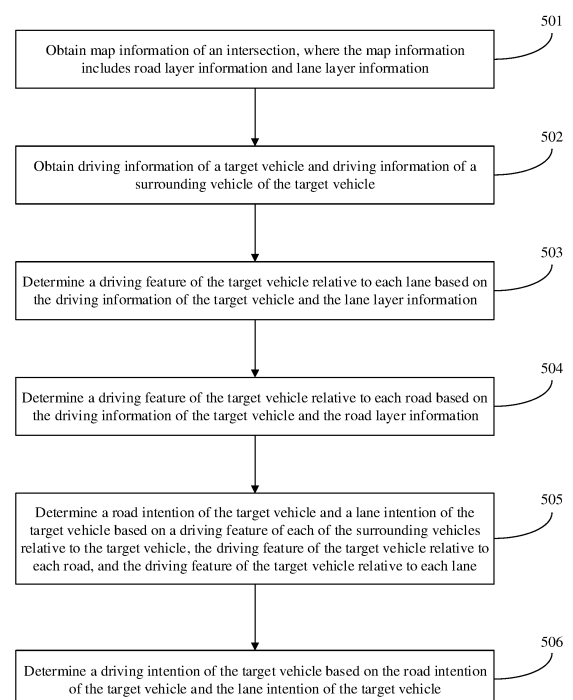 501
Obtain map information of an intersection, where the map information
includes road layer information and lane layer information
502
Obtain driving information of a target vehicle and driving information of a
surrounding vehicle of the target vehicle
503
Determine a driving feature of the target vehicle relative to each lane based on
the driving information of the target vehicle and the lane layer information
504
Determine a driving feature of the target vehicle relative to each road based on
the driving information of the target vehicle and the road layer information
505
Determine a road intention of the target vehicle and a lane intention of the
target vehicle based on a driving feature of each of the surrounding vehicles
relative to the target vehicle, the driving feature of the target vehicle relative to
each road, and the driving feature of the target vehicle relative to each lane
506
Determine a driving intention of the target vehicle based on the road intention
of the target vehicle and the lane intention of the target vehicle